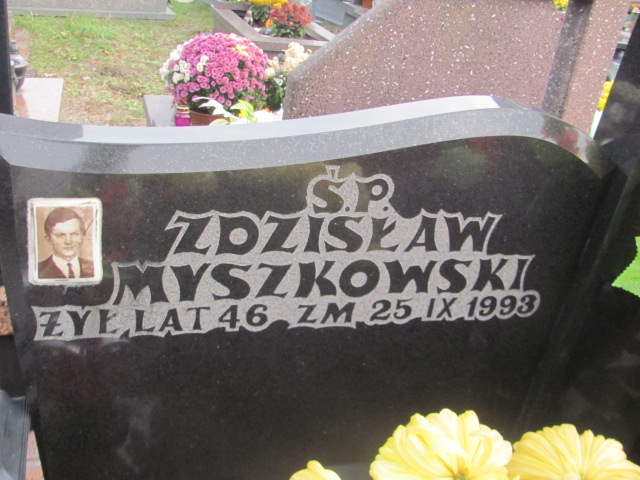 Ś.P.
ZDZISŁAW
MYSZKOWSKI
ŻYŁ LAT 46 ZM 25 IX 1993